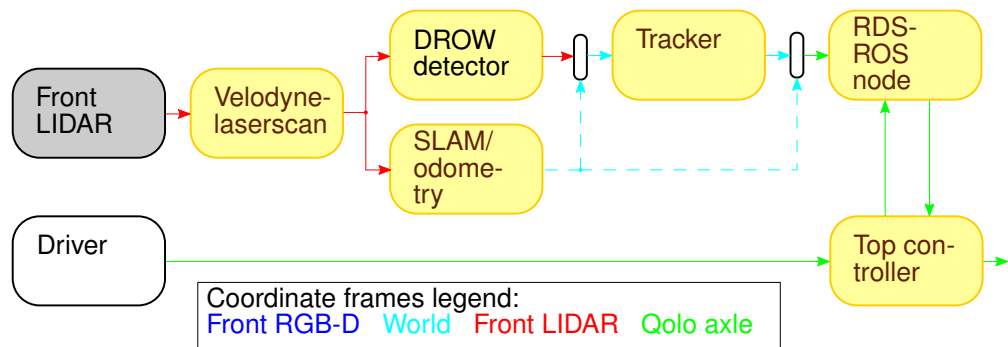 Front
LIDAR
Velodyne-
laserscan
DROW
detector
SLAM/
odome-
try
Tracker
RDS-
ROS
node
Driver
Top con-
troller
Coordinate frames legend:
Front RGB-D World Front LIDAR Qolo axle